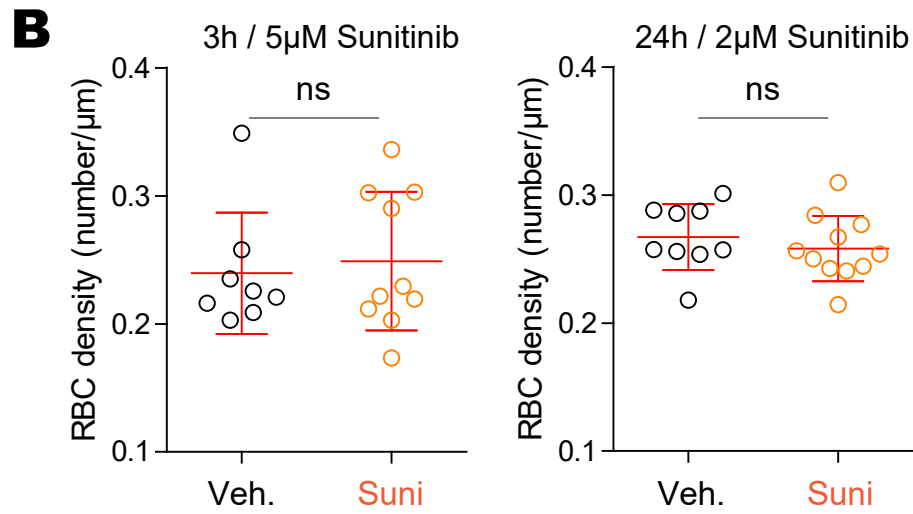 B
3h / 5µM Sunitinib
RBC density (number/µm)
0.4
0.3
0.2
0.1
ns
Veh.
Suni
24h / 2µM Sunitinib
RBC density (number/µm)
0.4
0.3
0.2
0.1
ns
Veh.
Suni